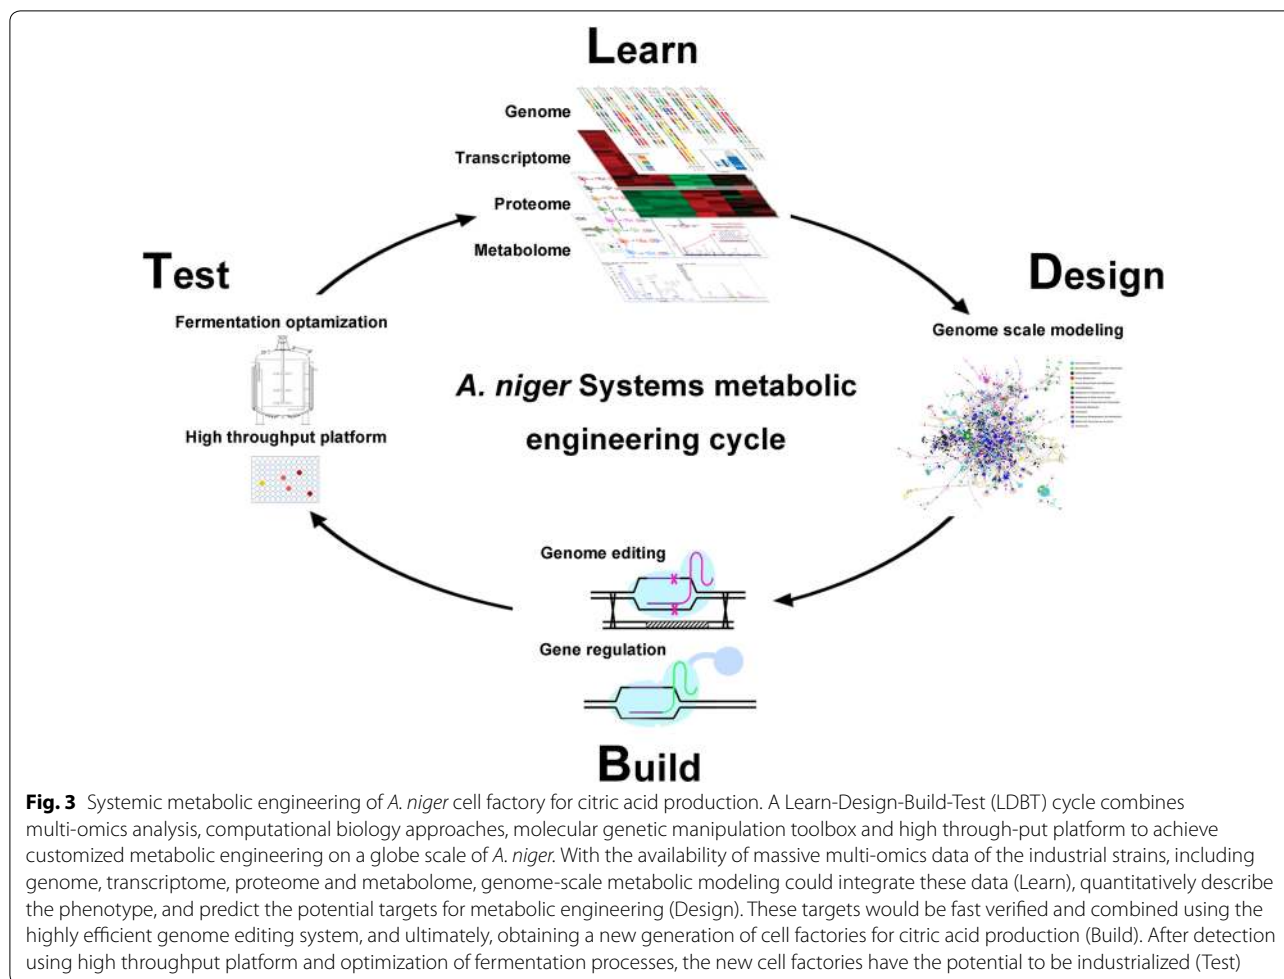 Learn
Genome
Transcriptome
Proteome
Metabolome
Test
Fermentation optamization
High throughput platform
Design
Genome scale modeling
A. niger Systems metabolic
engineering cycle
Genome editing
Gene regulation
Build
Fig. 3 Systemic metabolic engineering of A. niger cell factory for citric acid production. A Learn-Design-Build-Test (LDBT) cycle combines
multi-omics analysis, computational biology approaches, molecular genetic manipulation toolbox and high through-put platform to achieve
customized metabolic engineering on a globe scale of A. niger. With the availability of massive multi-omics data of the industrial strains, including
genome, transcriptome, proteome and metabolome, genome-scale metabolic modeling could integrate these data (Learn), quantitatively describe
the phenotype, and predict the potential targets for metabolic engineering (Design). These targets would be fast verified and combined using the
highly efficient genome editing system, and ultimately, obtaining a new generation of cell factories for citric acid production (Build). After detection
using high throughput platform and optimization of fermentation processes, the new cell factories have the potential to be industrialized (Test)